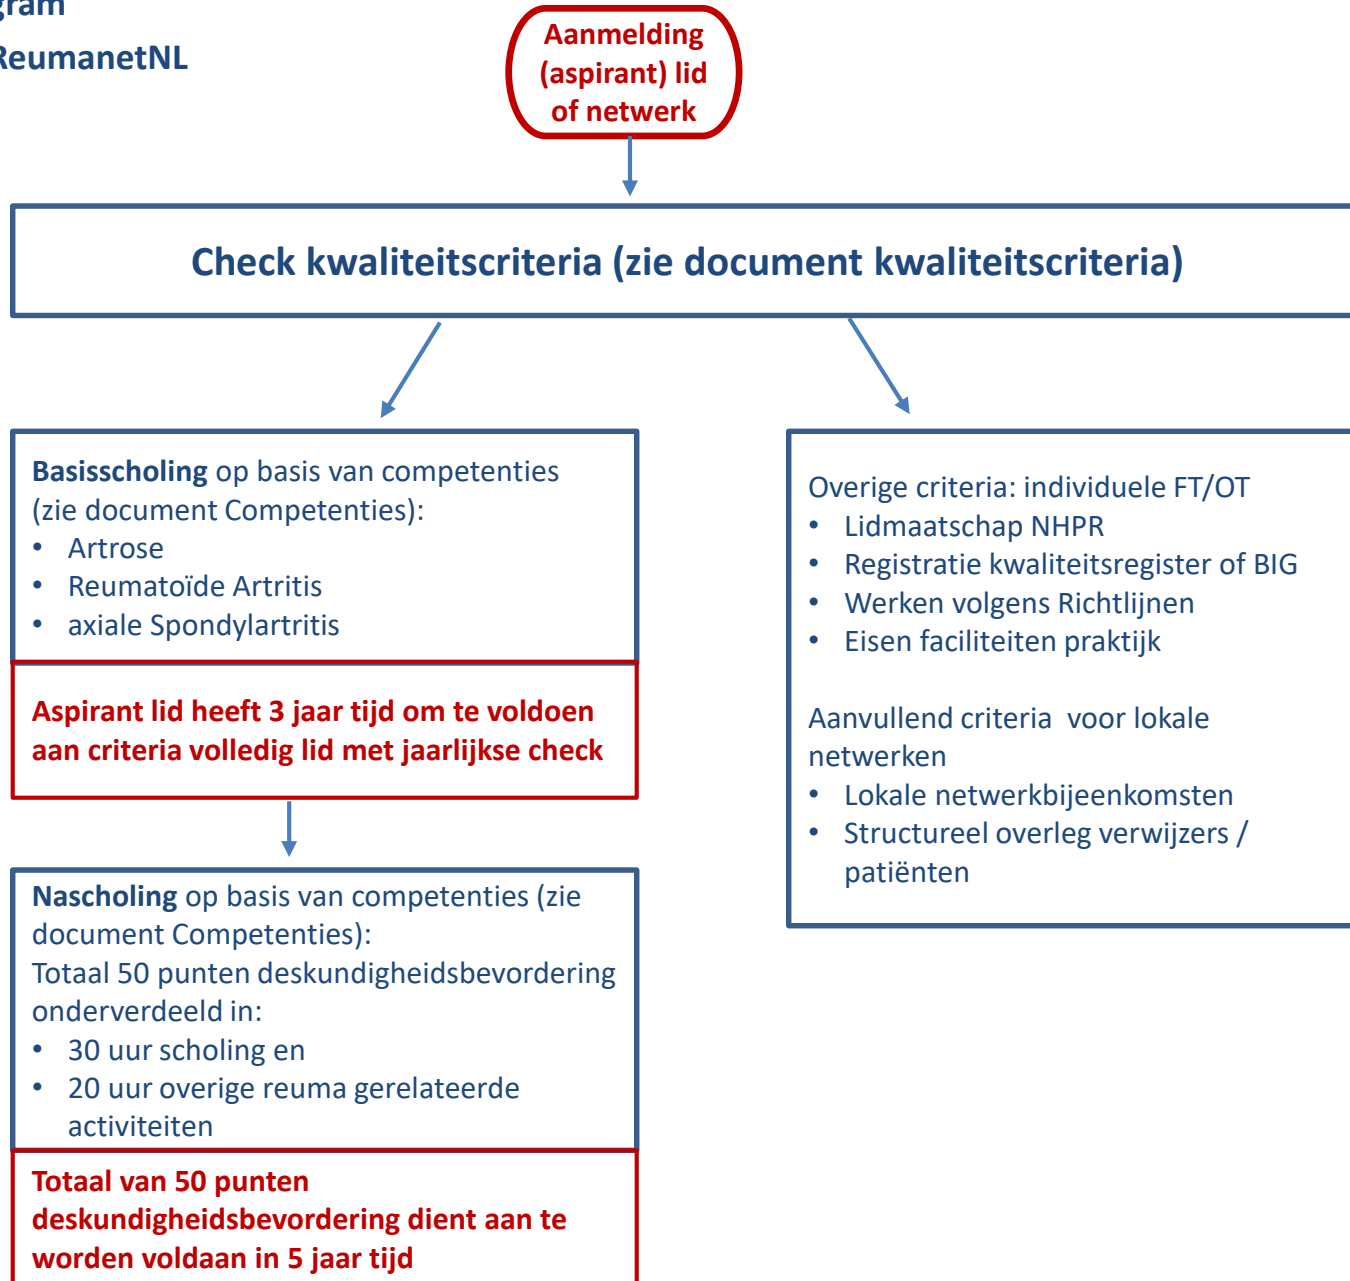 ReumanetNL
Aanmelding
(aspirant) lid
of netwerk
Check kwaliteitscriteria (zie document kwaliteitscriteria)
Basisscholing op basis van competenties
(zie document Competenties):
• Artrose
• Reumatoïde Artritis
• axiale Spondylartritis
Aspirant lid heeft 3 jaar tijd om te voldoen
aan criteria volledig lid met jaarlijkse check
Nascholing op basis van competenties (zie
document Competenties):
Totaal 50 punten deskundigheidsbevordering
onderverdeeld in:
• 30 uur scholing en
• 20 uur overige reuma gerelateerde
activiteiten
Totaal van 50 punten
deskundigheidsbevordering dient aan te
worden voldaan in 5 jaar tijd
Overige criteria: individuele FT/OT
• Lidmaatschap NHPR
• Registratie kwaliteitsregister of BIG
• Werken volgens Richtlijnen
• Eisen faciliteiten praktijk
Aanvullend criteria voor lokale
netwerken
• Lokale netwerkbijeenkomsten
• Structureel overleg verwijzers /
patiënten